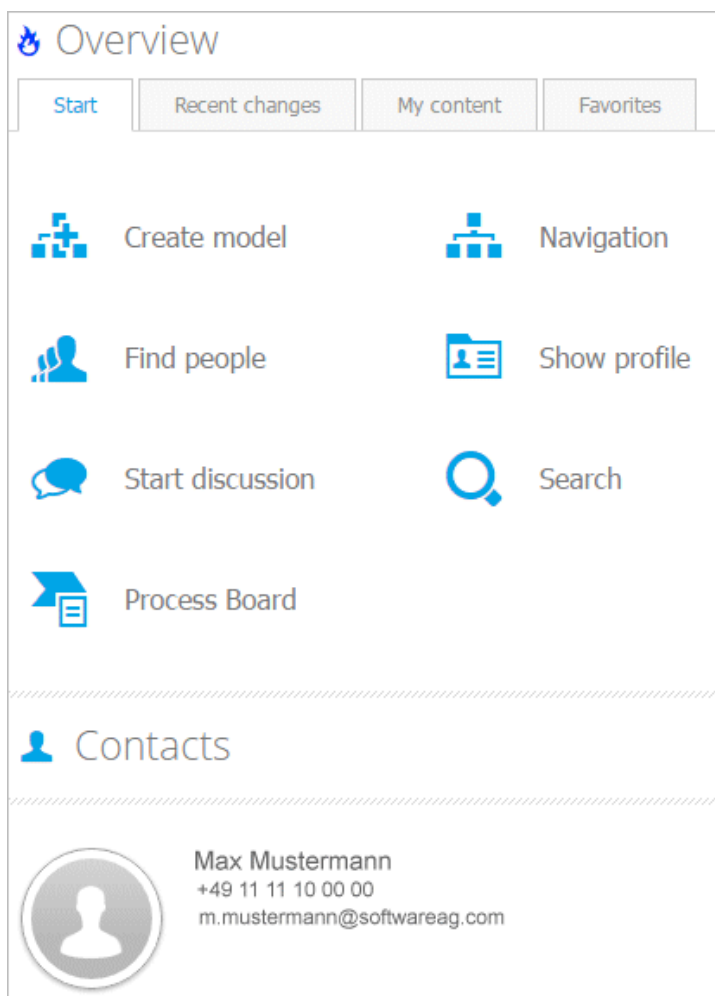 Overview
Start Recent changes My content Favorites
Create model Navigation
Find people Show profile
Start discussion Search
Process Board
Contacts
Max Mustermann
+49 11 11 10 00 00
m.mustermann@softwareag.com